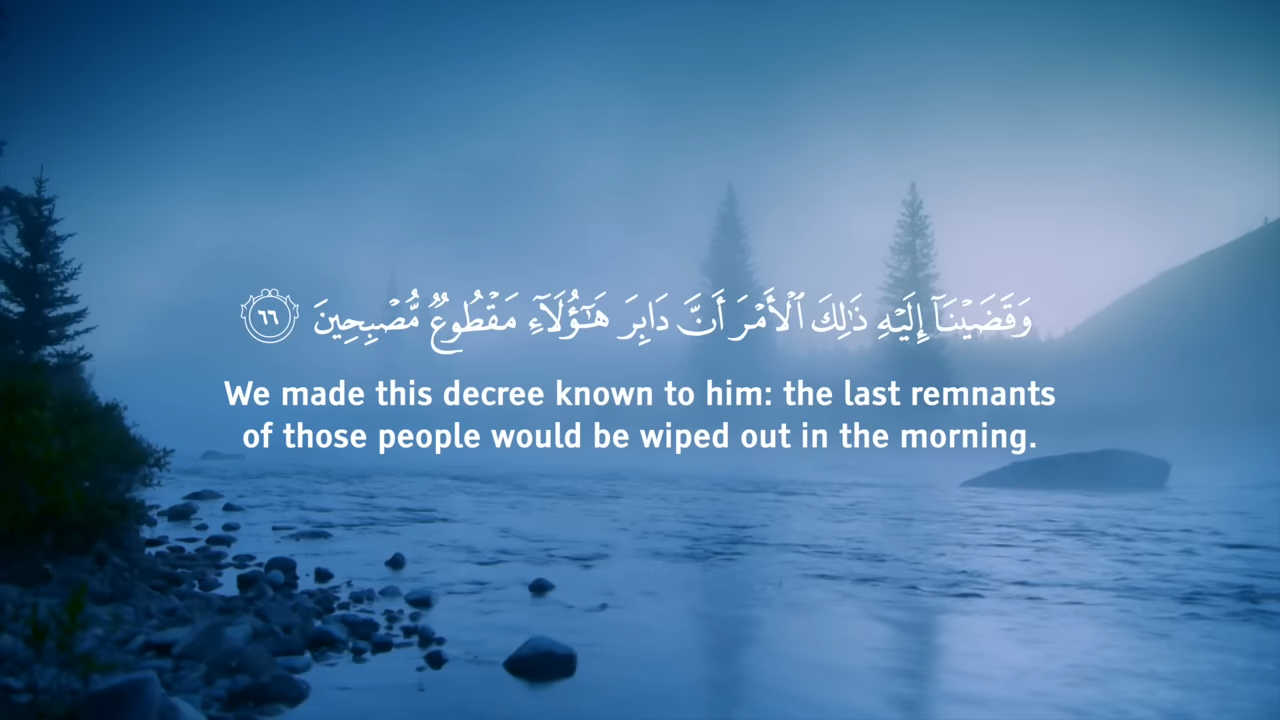 وَقَضَيْنَآ إِلَيْهِ ذَٰلِكَ ٱلْأَمْرَ أَنَّ دَابِرَ هَـٰٓؤُلَآءِ مَقْطُوعٌ مُّصْبِحِينَ ٦٦
We made this decree known to him: the last remnants
of those people would be wiped out in the morning.